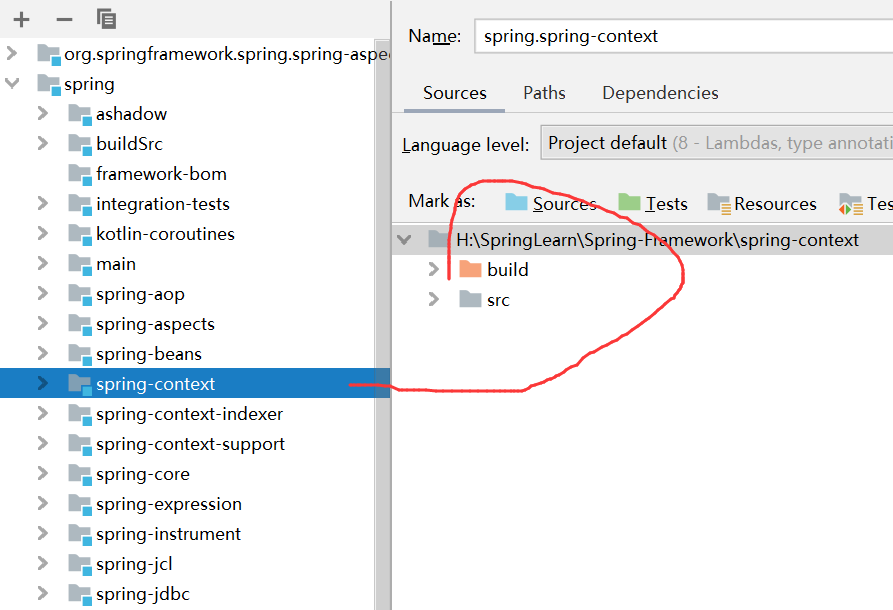 org.springframework.spring.spring-aspe
spring
ashadow
buildSrc
framework-bom
integration-tests
kotlin-coroutines
main
spring-aop
spring-aspects
spring-beans
spring-context
spring-context-indexer
spring-context-support
spring-core
spring-expression
spring-instrument
spring-jcl
spring-jdbc
Name: spring.spring-context
Sources Paths Dependencies
Language level: Project default (8 - Lambdas, type annotati
Mark as: Sources Tests Resources Tes
H:\SpringLearn\Spring-Framework\spring-context
build
src